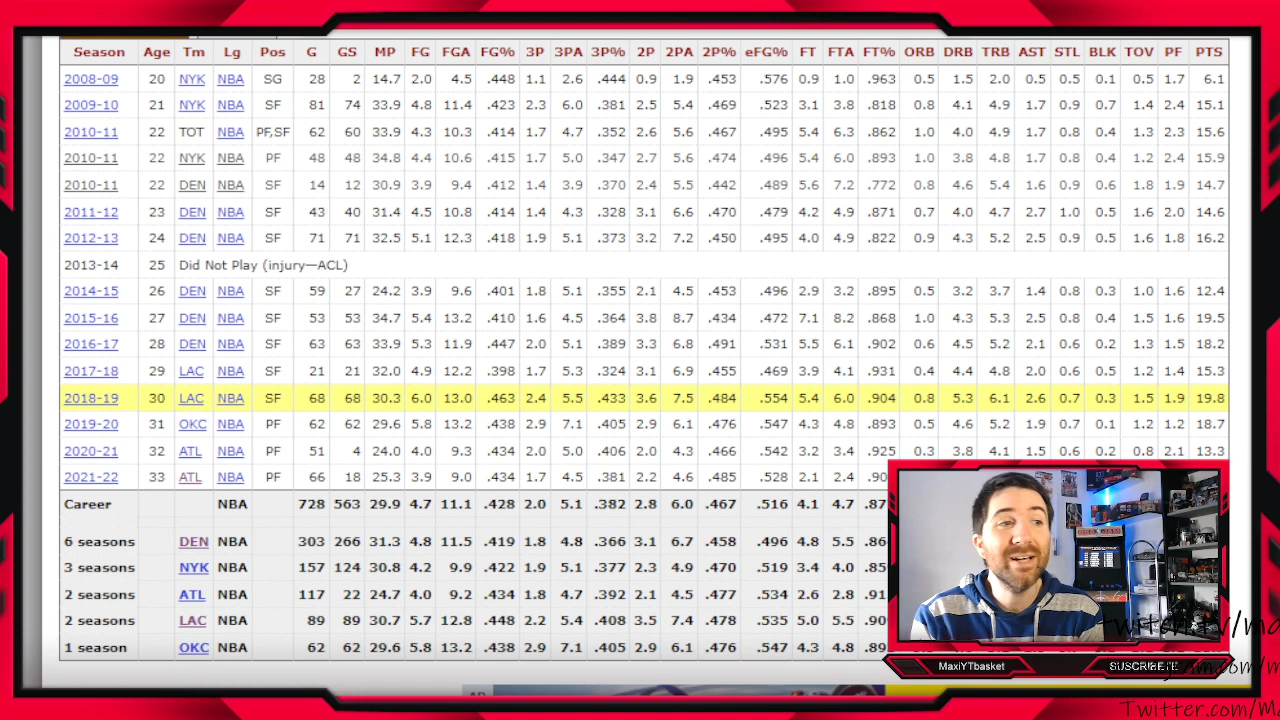 Season Age Tm Lg Pos G GS MP FG FGA FG% 3P 3PA 3P% 2P 2PA 2P% eFG% FT FTA FT% ORB DRB TRB AST STL BLK TOV PF PTS
2008-09 20 NYK NBA SG 28 2 14.7 2.0 4.5 .448 1.1 2.6 .444 0.9 1.9 .453 .576 0.9 1.0 .963 0.5 1.5 2.0 0.5 0.5 0.1 0.5 1.7 6.1
2009-10 21 NYK NBA SF 81 74 33.9 4.8 11.4 .423 2.3 6.0 .381 2.5 5.4 .469 .523 3.1 3.8 .818 0.8 4.1 4.9 1.7 0.9 0.7 1.4 2.4 15.1
2010-11 22 TOT NBA PF,SF 62 60 33.9 4.3 10.3 .414 1.7 4.7 .352 2.6 5.6 .467 .495 5.4 6.3 .862 1.0 4.0 4.9 1.7 0.8 0.4 1.3 2.3 15.6
2010-11 22 NYK NBA PF 48 48 34.8 4.4 10.6 .415 1.7 5.0 .347 2.7 5.6 .474 .496 5.4 6.0 .893 1.0 3.8 4.8 1.7 0.8 0.4 1.2 2.4 15.9
2010-11 22 DEN NBA SF 14 12 30.9 3.9 9.4 .412 1.4 3.9 .370 2.4 5.5 .442 .489 5.6 7.2 .772 0.8 4.6 5.4 1.6 0.9 0.6 1.8 1.9 14.7
2011-12 23 DEN NBA SF 43 40 31.4 4.5 10.8 .414 1.4 4.3 .328 3.1 6.6 .470 .479 4.2 4.9 .871 0.7 4.0 4.7 2.7 1.0 0.5 1.6 2.0 14.6
2012-13 24 DEN NBA SF 71 71 32.5 5.1 12.3 .418 1.9 5.1 .373 3.2 7.2 .450 .495 4.0 4.9 .822 0.9 4.3 5.2 2.5 0.9 0.5 1.6 1.8 16.2
2013-14 25 Did Not Play (injury—ACL)
2014-15 26 DEN NBA SF 59 27 24.2 3.9 9.6 .401 1.8 5.1 .355 2.1 4.5 .453 .496 2.9 3.2 .895 0.5 3.2 3.7 1.4 0.8 0.3 1.0 1.6 12.4
2015-16 27 DEN NBA SF 53 53 34.7 5.4 13.2 .410 1.6 4.5 .364 3.8 8.7 .434 .472 7.1 8.2 .868 1.0 4.3 5.3 2.5 0.8 0.4 1.5 1.6 19.5
2016-17 28 DEN NBA SF 63 63 33.9 5.3 11.9 .447 2.0 5.1 .389 3.3 6.8 .491 .531 5.5 6.1 .902 0.6 4.5 5.2 2.1 0.6 0.2 1.3 1.5 18.2
2017-18 29 LAC NBA SF 21 21 32.0 4.9 12.2 .398 1.7 5.3 .324 3.1 6.9 .455 .469 3.9 4.1 .931 0.4 4.4 4.8 2.0 0.6 0.5 1.2 1.4 15.3
2018-19 30 LAC NBA SF 68 68 30.3 6.0 13.0 .463 2.4 5.5 .433 3.6 7.5 .484 .554 5.4 6.0 .904 0.8 5.3 6.1 2.6 0.7 0.3 1.5 1.9 19.8
2019-20 31 OKC NBA PF 62 62 29.6 5.8 13.2 .438 2.9 7.1 .405 2.9 6.1 .476 .547 4.3 4.8 .893 0.5 4.6 5.2 1.9 0.7 0.1 1.2 1.2 18.7
2020-21 32 ATL NBA PF 51 4 24.0 4.0 9.3 .434 2.0 5.0 .406 2.0 4.3 .466 .542 3.2 3.4 .925 0.3 3.8 4.1 1.5 0.6 0.2 0.8 2.1 13.3
2021-22 33 ATL NBA PF 66 18 25.3 3.9 9.0 .434 1.7 4.5 .381 2.2 4.6 .485 .528 2.1 2.4 .90
Career NBA 728 563 29.9 4.7 11.1 .428 2.0 5.1 .382 2.8 6.0 .467 .516 4.1 4.7 .87
6 seasons DEN NBA 303 266 31.3 4.8 11.5 .419 1.8 4.8 .366 3.1 6.7 .458 .496 4.8 5.5 .86
3 seasons NYK NBA 157 124 30.8 4.2 9.9 .422 1.9 5.1 .377 2.3 4.9 .470 .519 3.4 4.0 .85
2 seasons ATL NBA 117 22 24.7 4.0 9.2 .434 1.8 4.7 .392 2.1 4.5 .477 .534 2.6 2.8 .91
2 seasons LAC NBA 89 89 30.7 5.7 12.8 .448 2.2 5.4 .408 3.5 7.4 .478 .535 5.0 5.5 .90
1 season OKC NBA 62 62 29.6 5.8 13.2 .438 2.9 7.1 .405 2.9 6.1 .476 .547 4.3 4.8 .89
twitch.tv/ma
MaxiYTbasket SUSCRIBETE
gram.com/m
Twitter.com/Ma